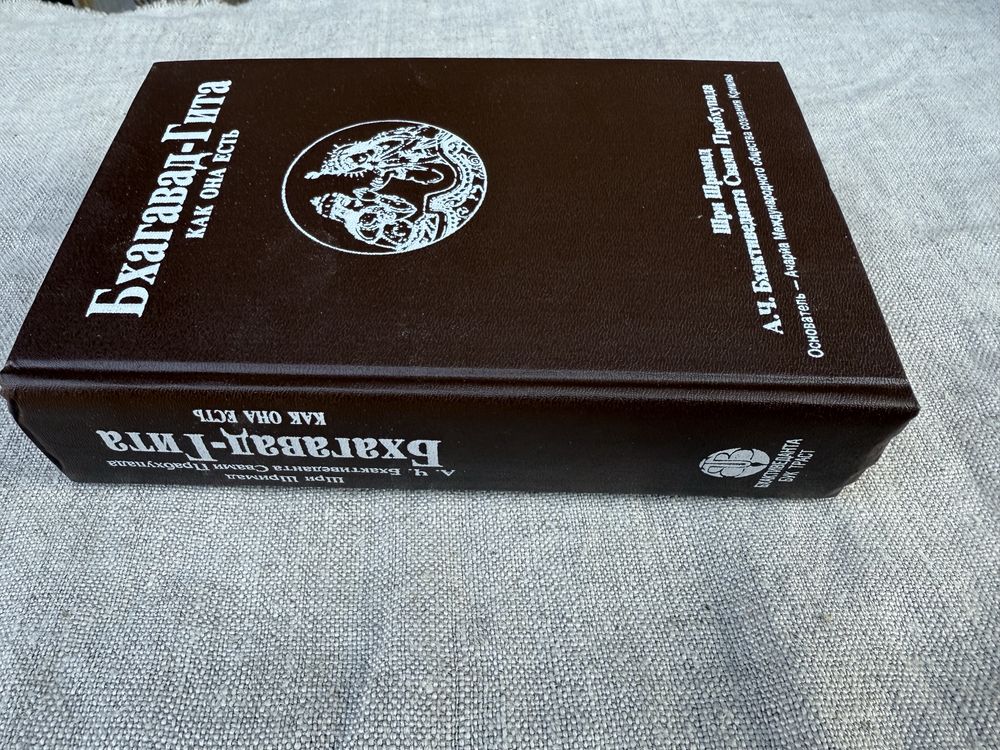 Бхагавад-Гита
КАК ОНА ЕСТЬ
Шри Шримад
А.Ч. Бхактиведанта Свами Прабхупада
Основатель – Ачарйа Международного общества сознания Кришны
Шри Шримад
А. Ч. Бхактиведанта Свами Прабхупада
Бхагавад-Гита
КАК ОНА ЕСТЬ
БХАКТИВЕДАНТА
БУК ТРАСТ